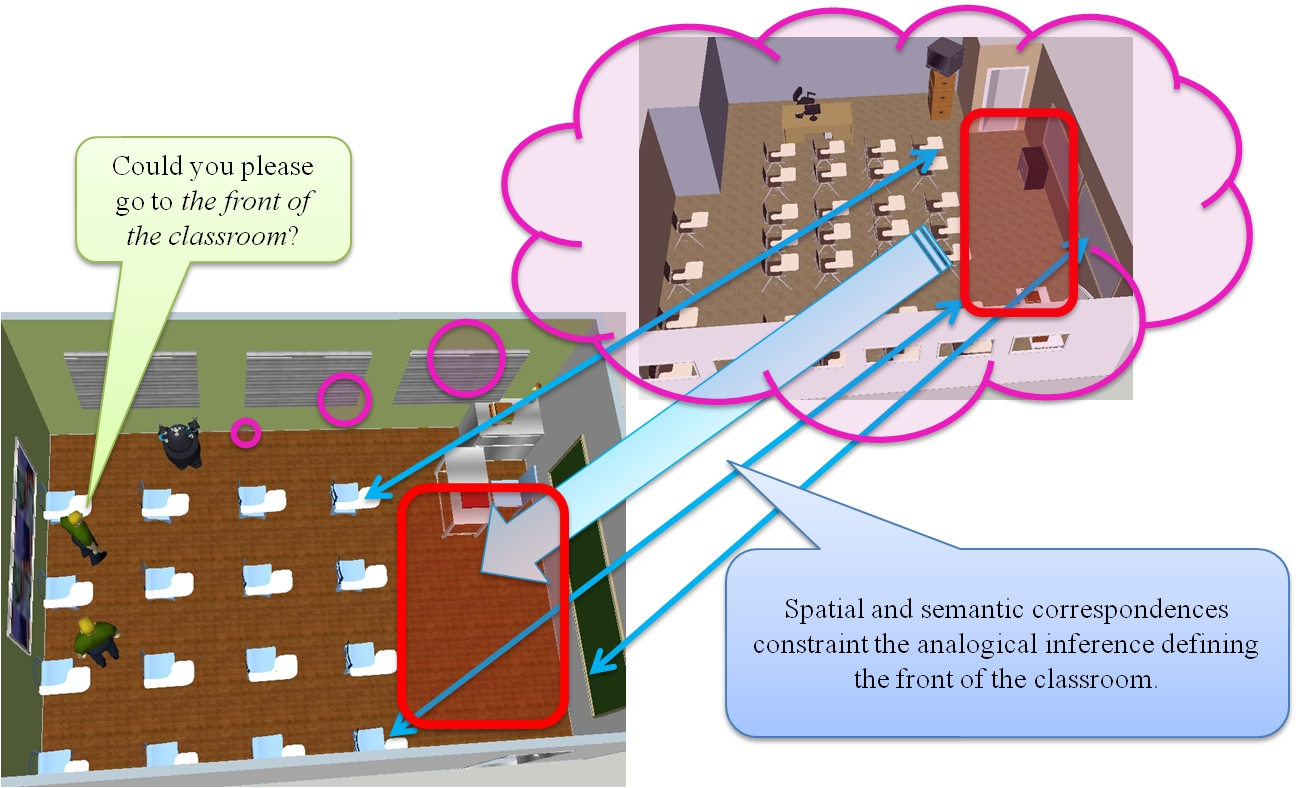 Could you please
go to the front of
the classroom?
Spatial and semantic correspondences
constraint the analogical inference defining
the front of the classroom.